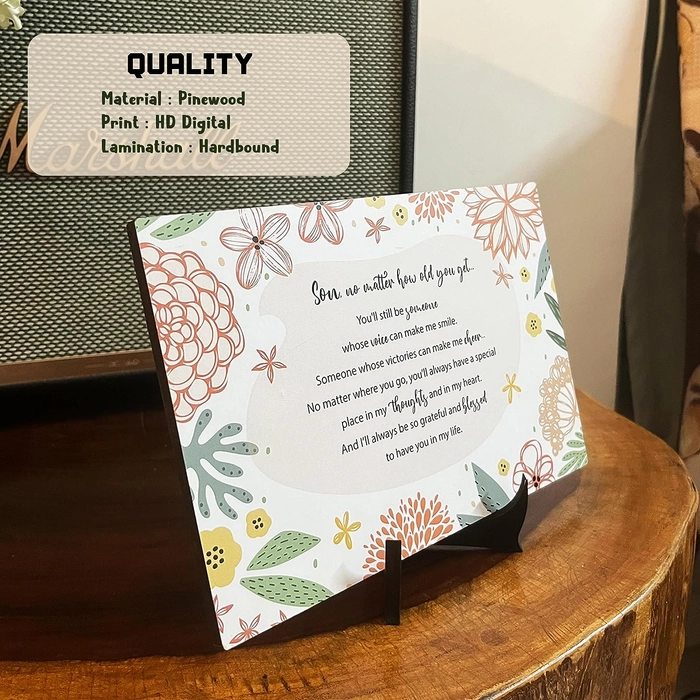 QUALITY
Material : Pinewood
Print : HD Digital
Lamination : Hardbound
Marshall
Son, no matter how old you get...
You'll still be someone
whose voice can make me smile.
Someone whose victories can make me cheer..
No matter where you go, you'll always have a special
place in my thoughts and in my heart.
And I'll always be so grateful and blessed
to have you in my life.